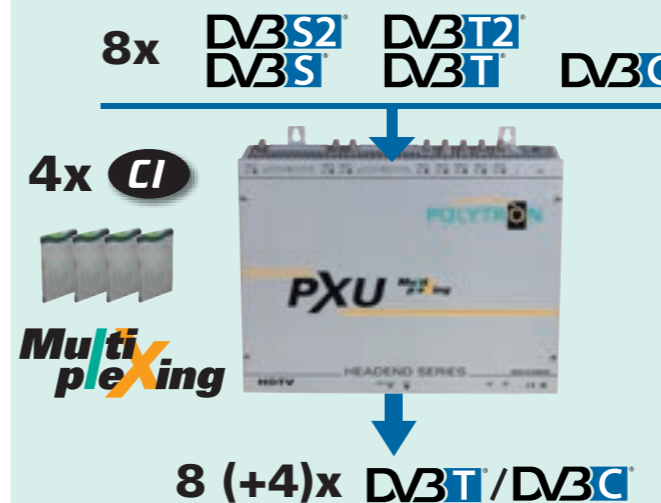 8x DVB S2 DVB T2
DVB S DVB T DVB C
4x CI
POLYTRON
PXU Multiplexing
Multi
plexing
HEADEND SERIES
HDTV
8 (+4)x DVB T / DVB C